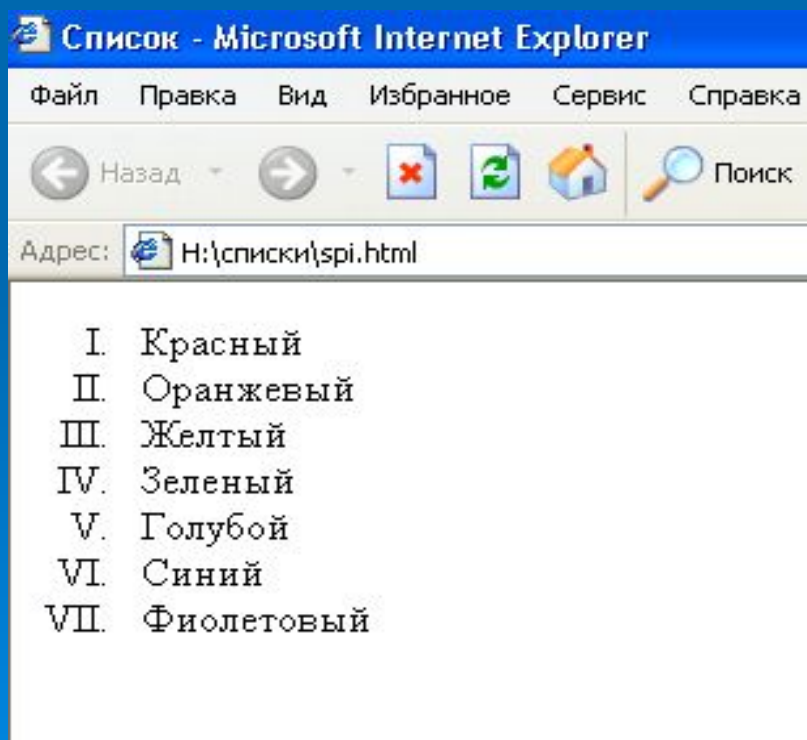 Список - Microsoft Internet Explorer
Файл Правка Вид Избранное Сервис Справка
Назад Поиск
Адрес: H:\списки\spi.html
I. Красный
II. Оранжевый
III. Желтый
IV. Зеленый
V. Голубой
VI. Синий
VII. Фиолетовый